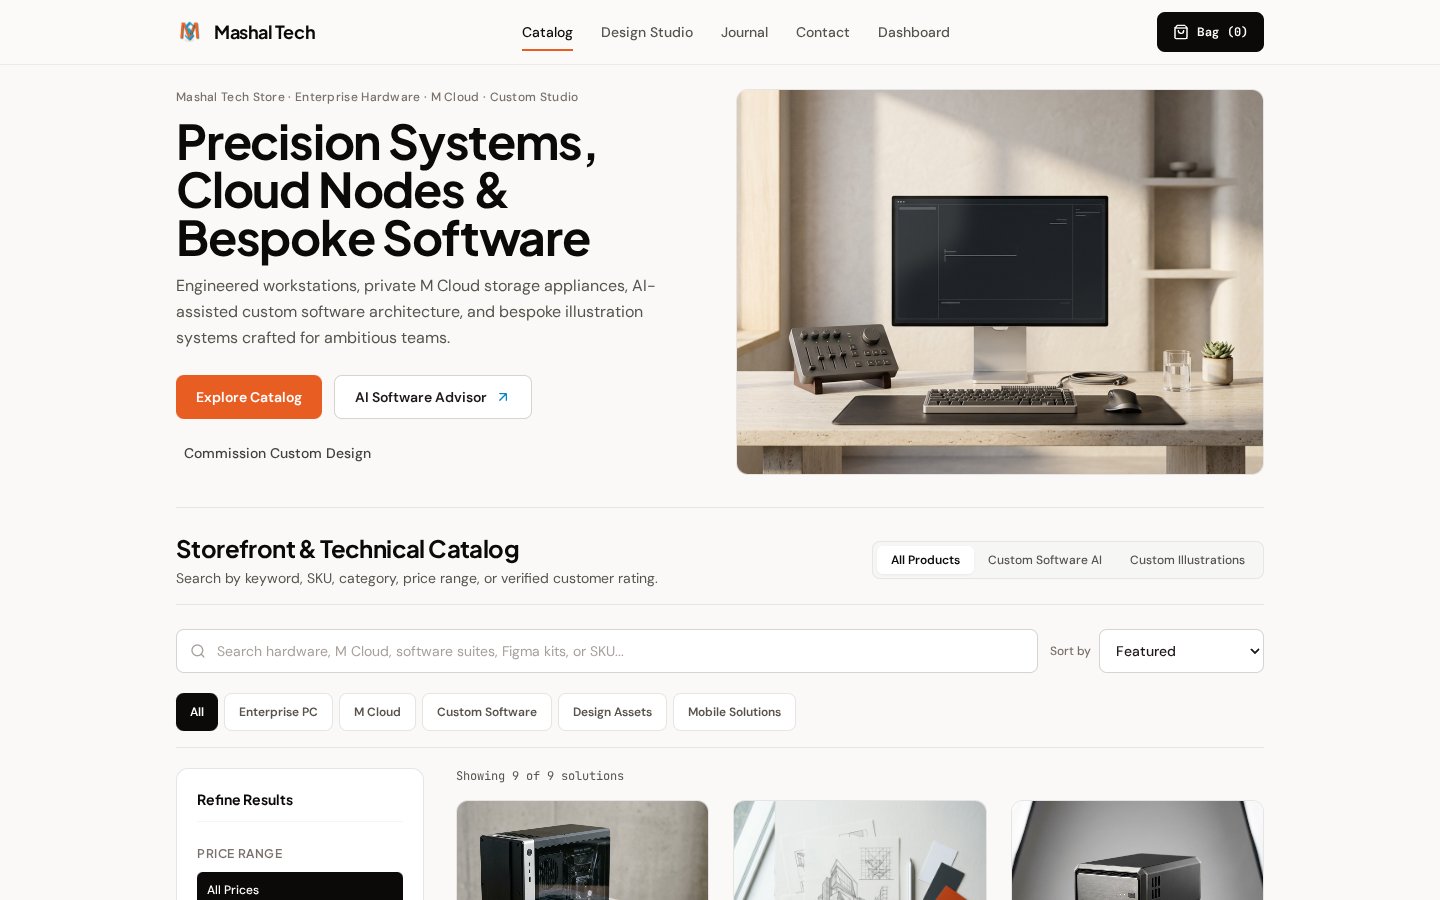 Mashal Tech
Catalog
Design Studio
Journal
Contact
Dashboard
Bag (0)
Mashal Tech Store · Enterprise Hardware · M Cloud · Custom Studio
Precision Systems,
Cloud Nodes &
Bespoke Software
Engineered workstations, private M Cloud storage appliances, AI-
assisted custom software architecture, and bespoke illustration
systems crafted for ambitious teams.
Explore Catalog
AI Software Advisor
Commission Custom Design
Storefront & Technical Catalog
Search by keyword, SKU, category, price range, or verified customer rating.
All Products
Custom Software AI
Custom Illustrations
Search hardware, M Cloud, software suites, Figma kits, or SKU...
Sort by
Featured
All
Enterprise PC
M Cloud
Custom Software
Design Assets
Mobile Solutions
Refine Results
PRICE RANGE
All Prices
Showing 9 of 9 solutions